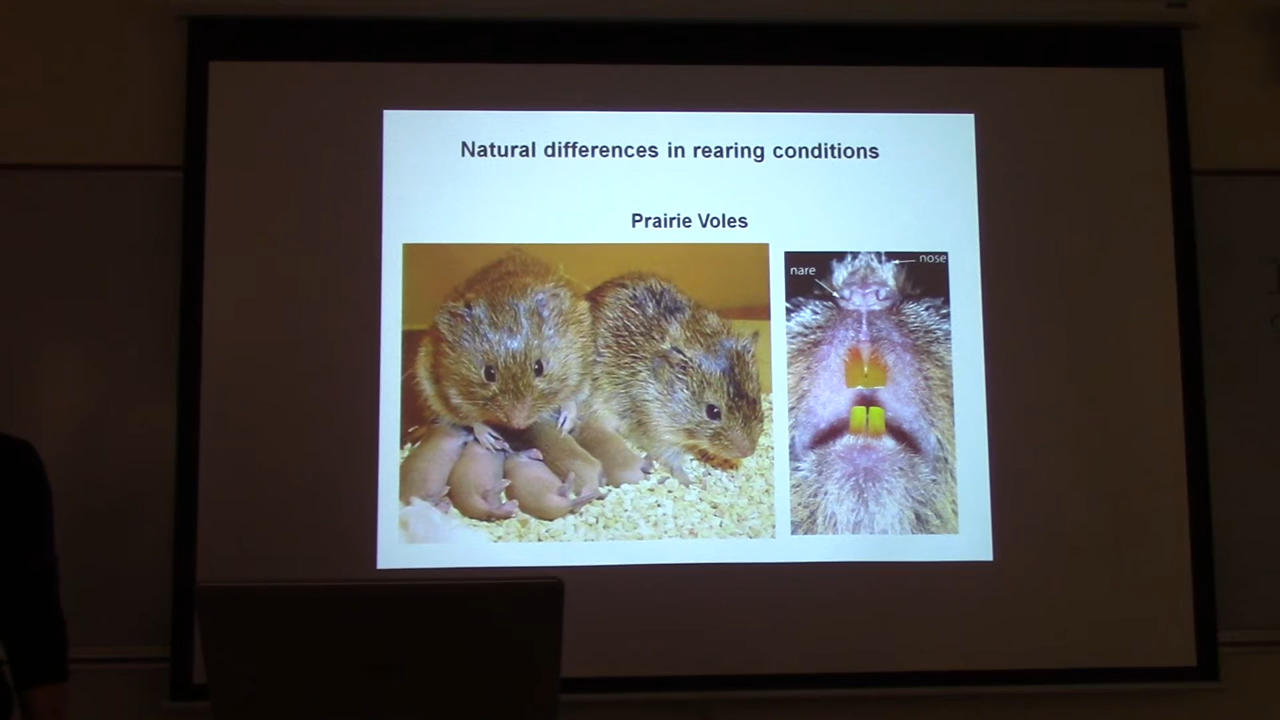 Natural differences in rearing conditions
Prairie Voles
nose
nare